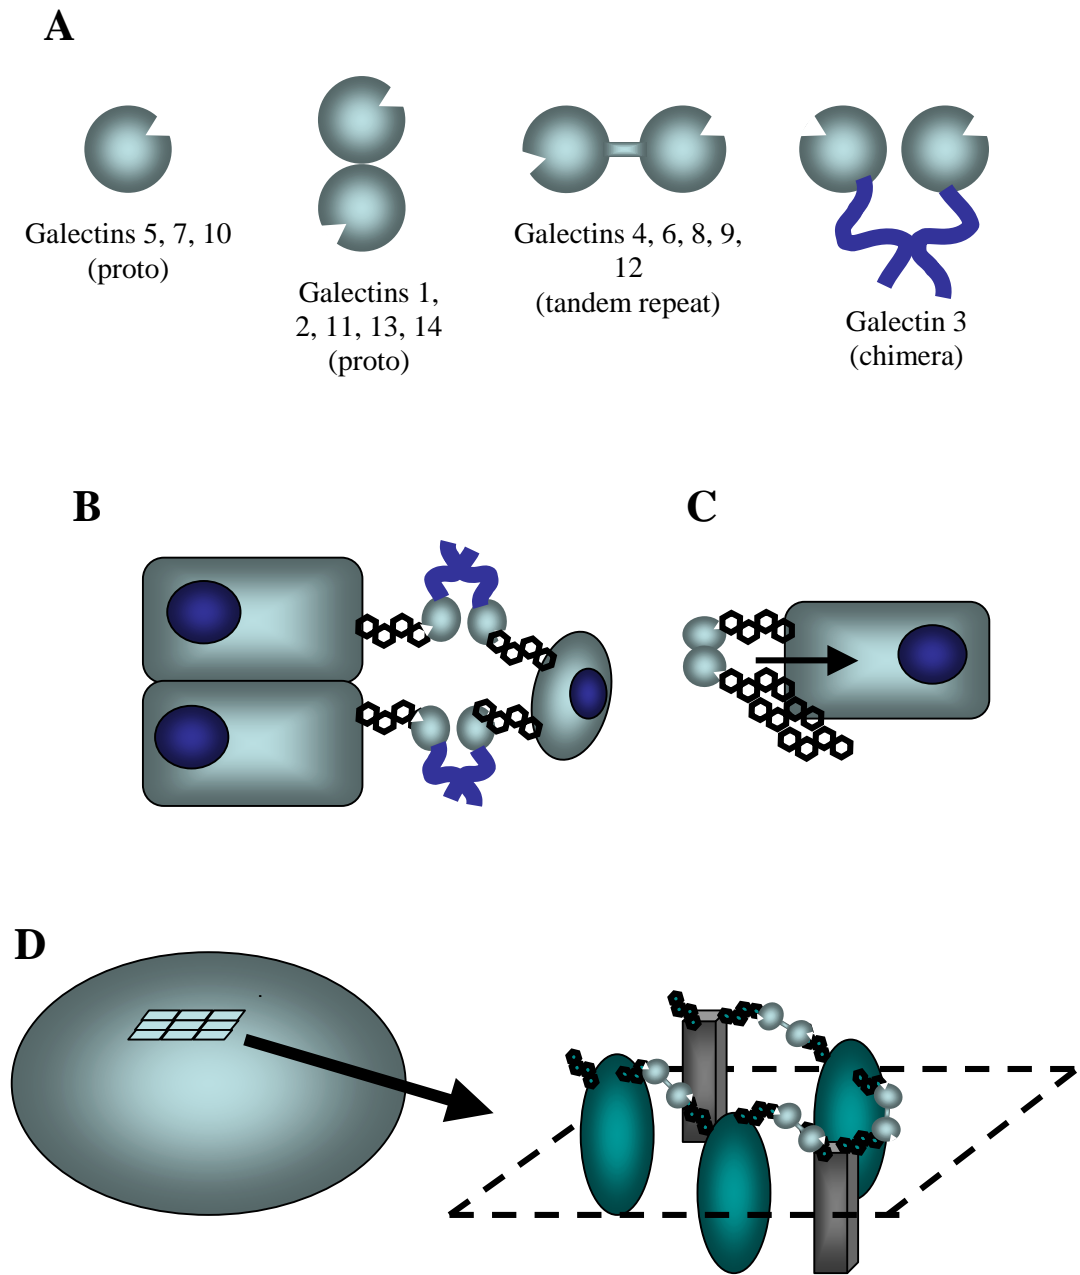 A
Galectins 5, 7, 10
(proto)
Galectins 1,
2, 11, 13, 14
(proto)
Galectins 4, 6, 8, 9,
12
(tandem repeat)
Galectin 3
(chimera)
B
C
D